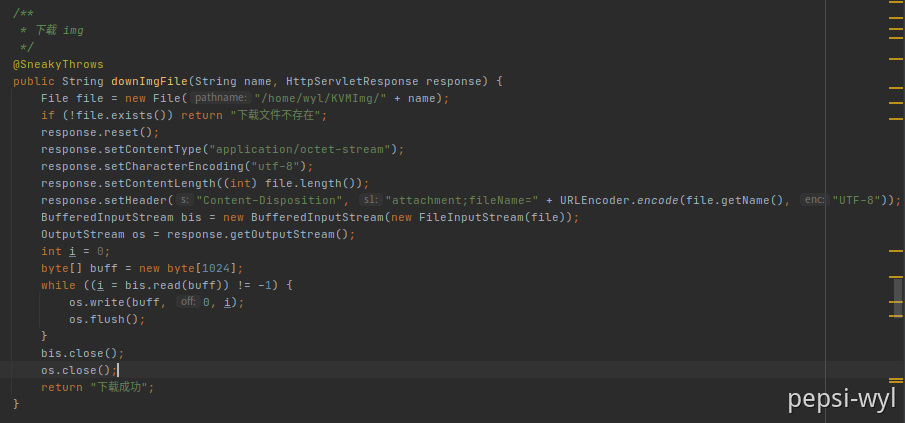 /**
 * 下载 img
 */
@SneakyThrows
public String downImgFile(String name, HttpServletResponse response) {
    File file = new File( pathname: "/home/wyl/KVMImg/" + name);
    if (!file.exists()) return "下载文件不存在";
    response.reset();
    response.setContentType("application/octet-stream");
    response.setCharacterEncoding("utf-8");
    response.setContentLength((int) file.length());
    response.setHeader( s: "Content-Disposition", s1: "attachment;fileName=" + URLEncoder.encode(file.getName(), enc: "UTF-8"));
    BufferedInputStream bis = new BufferedInputStream(new FileInputStream(file));
    OutputStream os = response.getOutputStream();
    int i = 0;
    byte[] buff = new byte[1024];
    while ((i = bis.read(buff)) != -1) {
        os.write(buff, off: 0, i);
        os.flush();
    }
    bis.close();
    os.close();
    return "下载成功";
}
pepsi-wyl